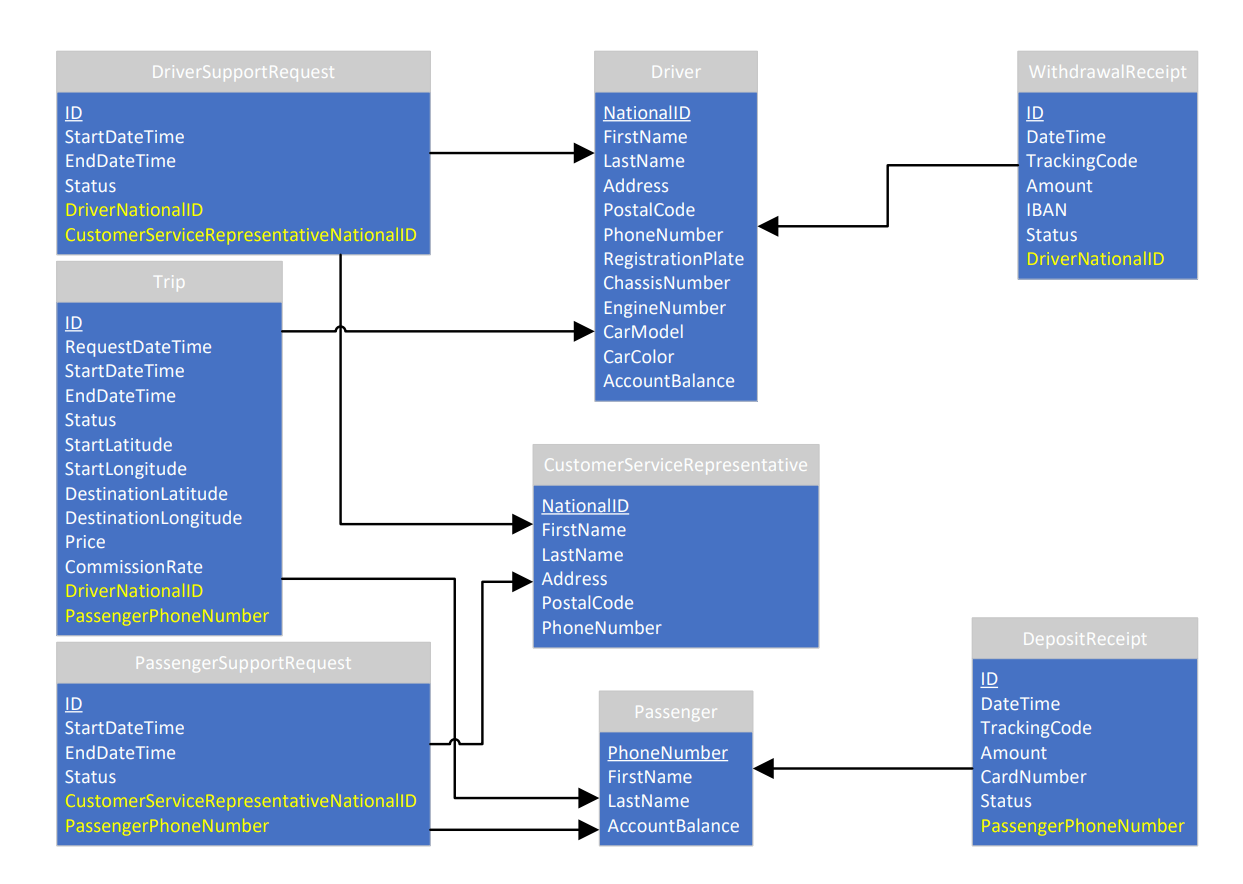 DriverSupportRequest
ID
StartDateTime
EndDateTime
Status
DriverNationalID
CustomerServiceRepresentativeNationalID
Trip
ID
RequestDateTime
StartDateTime
EndDateTime
Status
StartLatitude
StartLongitude
DestinationLatitude
DestinationLongitude
Price
CommissionRate
DriverNationalID
PassengerPhoneNumber
PassengerSupportRequest
ID
StartDateTime
EndDateTime
Status
CustomerServiceRepresentativeNationalID
PassengerPhoneNumber
Driver
NationalID
FirstName
LastName
Address
PostalCode
PhoneNumber
RegistrationPlate
ChassisNumber
EngineNumber
CarModel
CarColor
AccountBalance
CustomerServiceRepresentative
NationalID
FirstName
LastName
Address
PostalCode
PhoneNumber
Passenger
PhoneNumber
FirstName
LastName
AccountBalance
WithdrawalReceipt
ID
DateTime
TrackingCode
Amount
IBAN
Status
DriverNationalID
DepositReceipt
ID
DateTime
TrackingCode
Amount
CardNumber
Status
PassengerPhoneNumber